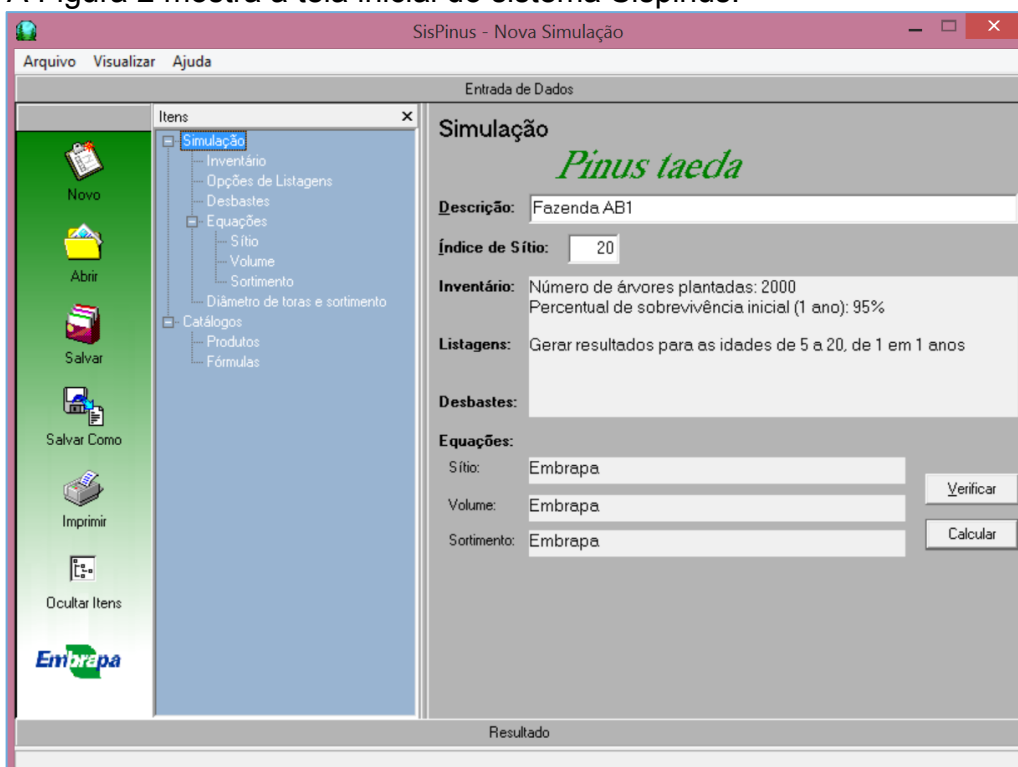 A Figura 2 mostra a tela inicial do sistema Sispinus.
SisPinus - Nova Simulação
Arquivo Visualizar Ajuda
Entrada de Dados
Novo
Abrir
Salvar
Salvar Como
Imprimir
Ocultar Itens
Embrapa
Itens
Simulação
Inventário
Opções de Listagens
Desbastes
Equações
Sítio
Volume
Sortimento
Diâmetro de toras e sortimento
Catálogos
Produtos
Fórmulas
Simulação
Pinus taeda
Descrição: Fazenda AB1
Índice de Sítio: 20
Inventário: Número de árvores plantadas: 2000
Percentual de sobrevivência inicial (1 ano): 95%
Listagens: Gerar resultados para as idades de 5 a 20, de 1 em 1 anos
Desbastes:
Equações:
Sítio: Embrapa
Volume: Embrapa
Sortimento: Embrapa
Verificar
Calcular
Resultado